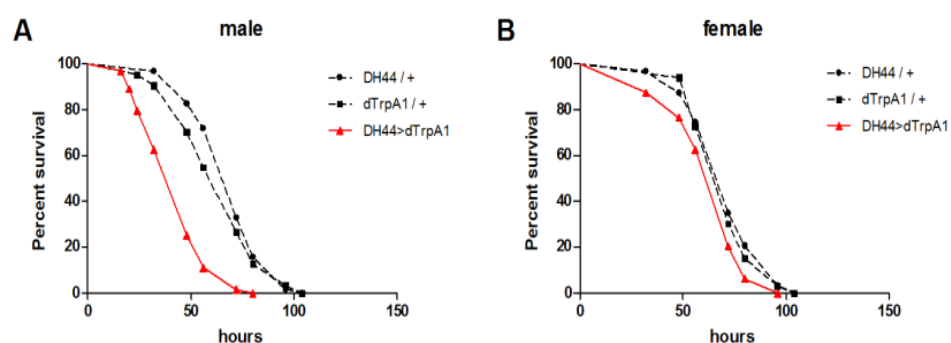 A
male
Percent survival
100
80
60
40
20
0
0
50
100
150
hours
DH44 / +
dTrpA1 / +
DH44>dTrpA1
B
female
Percent survival
100
80
60
40
20
0
0
50
100
150
hours
DH44 / +
dTrpA1 / +
DH44>dTrpA1